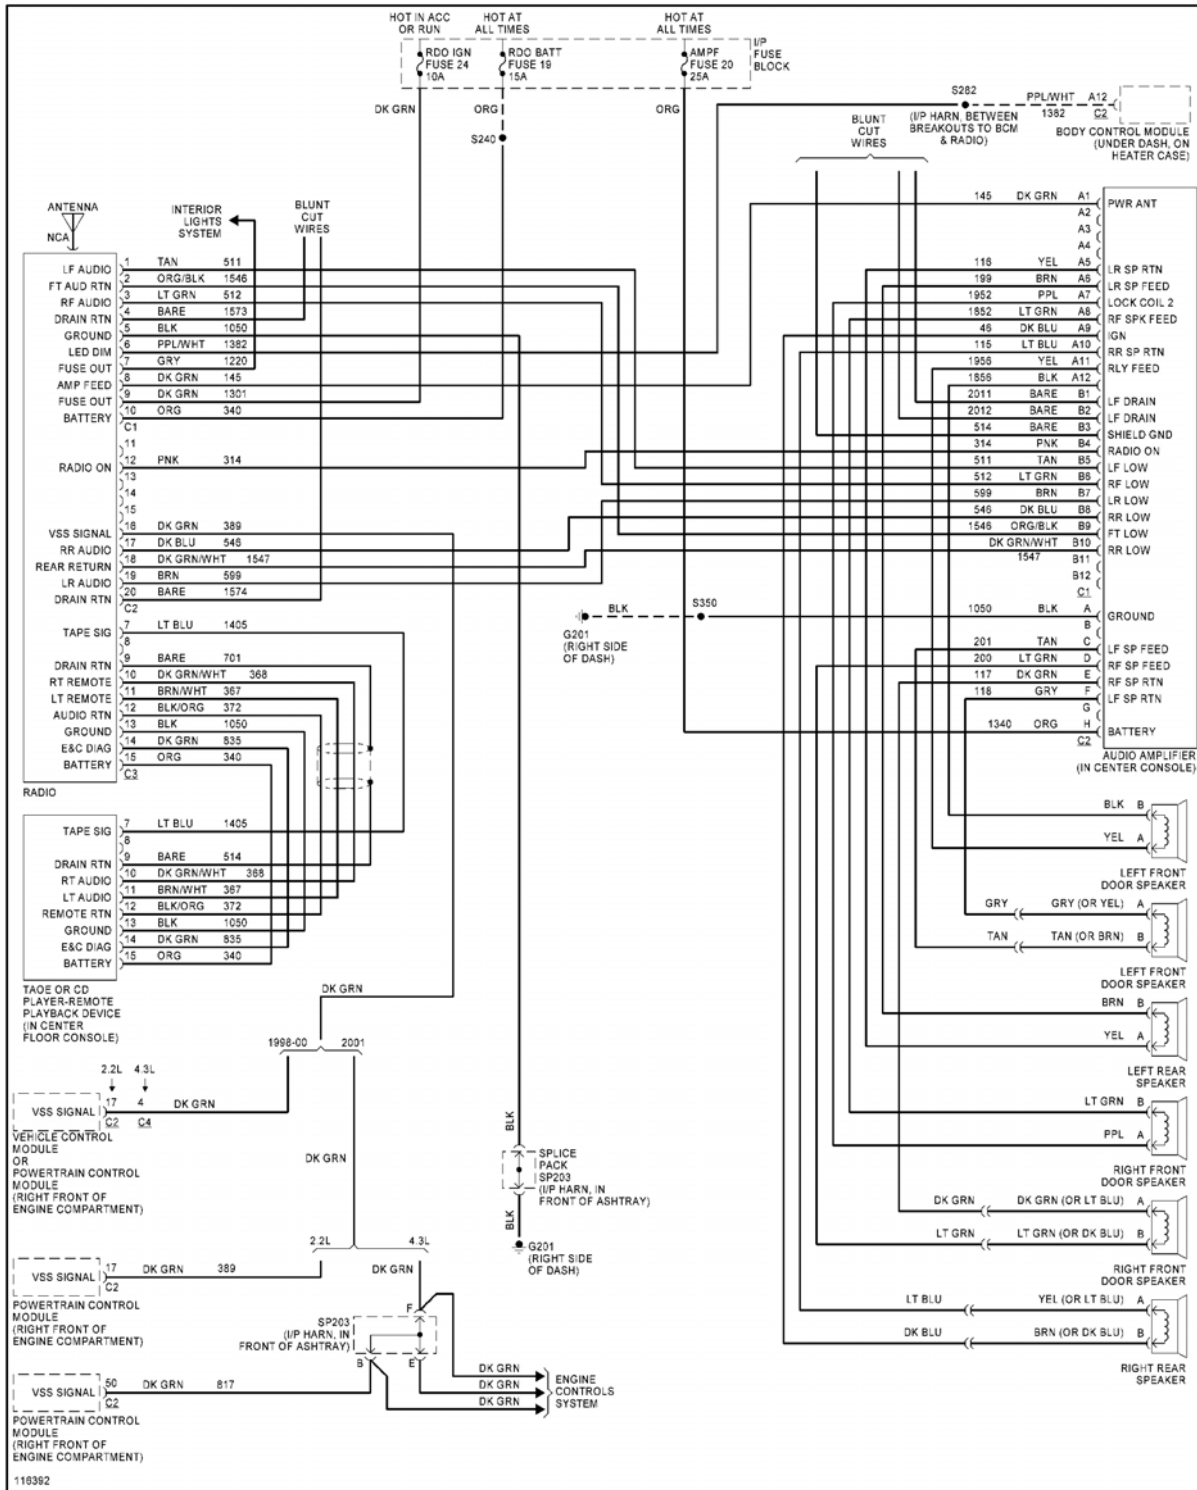 HOT IN ACC
OR RUN
HOT AT
ALL TIMES
HOT AT
ALL TIMES
RDO IGN
FUSE 24
10A
RDO BATT
FUSE 19
15A
AMPF
FUSE 20
25A
I/P
FUSE
BLOCK
DK GRN
ORG
ORG
S240
S282
(I/P HARN, BETWEEN
BREAKOUTS TO BCM
& RADIO)
PPL/WHT A12
1382 C2
BODY CONTROL MODULE
(UNDER DASH, ON
HEATER CASE)
BLUNT
CUT
WIRES
ANTENNA
NCA
INTERIOR
LIGHTS
SYSTEM
BLUNT
CUT
WIRES
LF AUDIO 1 TAN 511
FT AUD RTN 2 ORG/BLK 1546
RF AUDIO 3 LT GRN 512
DRAIN RTN 4 BARE 1573
GROUND 5 BLK 1050
LED DIM 6 PPL/WHT 1382
FUSE OUT 7 GRY 1220
AMP FEED 8 DK GRN 145
FUSE OUT 9 DK GRN 1301
BATTERY 10 ORG 340
C1
11
RADIO ON 12 PNK 314
13
14
15
VSS SIGNAL 16 DK GRN 389
RR AUDIO 17 DK BLU 546
REAR RETURN 18 DK GRN/WHT 1547
LR AUDIO 19 BRN 599
DRAIN RTN 20 BARE 1574
C2
TAPE SIG 7 LT BLU 1405
8
DRAIN RTN 9 BARE 701
RT REMOTE 10 DK GRN/WHT 368
LT REMOTE 11 BRN/WHT 367
AUDIO RTN 12 BLK/ORG 372
GROUND 13 BLK 1050
E&C DIAG 14 DK GRN 835
BATTERY 15 ORG 340
C3
RADIO
TAPE SIG 7 LT BLU 1405
8
DRAIN RTN 9 BARE 514
RT AUDIO 10 DK GRN/WHT 368
LT AUDIO 11 BRN/WHT 367
REMOTE RTN 12 BLK/ORG 372
GROUND 13 BLK 1050
E&C DIAG 14 DK GRN 835
BATTERY 15 ORG 340
TAOE OR CD
PLAYER-REMOTE
PLAYBACK DEVICE
(IN CENTER
FLOOR CONSOLE)
145 DK GRN A1 PWR ANT
A2
A3
A4
116 YEL A5 LR SP RTN
199 BRN A6 LR SP FEED
1952 PPL A7 LOCK COIL 2
1852 LT GRN A8 RF SPK FEED
46 DK BLU A9 IGN
115 LT BLU A10 RR SP RTN
1956 YEL A11 RLY FEED
1856 BLK A12
2011 BARE B1 LF DRAIN
2012 BARE B2 LF DRAIN
514 BARE B3 SHIELD GND
314 PNK B4 RADIO ON
511 TAN B5 LF LOW
512 LT GRN B6 RF LOW
599 BRN B7 LR LOW
546 DK BLU B8 RR LOW
1546 ORG/BLK B9 FT LOW
DK GRN/WHT B10 RR LOW
1547 B11
B12
C1
1050 BLK A GROUND
B
201 TAN C LF SP FEED
200 LT GRN D RF SP FEED
117 DK GRN E RF SP RTN
118 GRY F LF SP RTN
G
1340 ORG H BATTERY
C2
AUDIO AMPLIFIER
(IN CENTER CONSOLE)
BLK S350
G201
(RIGHT SIDE
OF DASH)
BLK B
YEL A
LEFT FRONT
DOOR SPEAKER
GRY GRY (OR YEL) A
TAN TAN (OR BRN) B
LEFT FRONT
DOOR SPEAKER
BRN B
YEL A
LEFT REAR
SPEAKER
LT GRN B
PPL A
RIGHT FRONT
DOOR SPEAKER
DK GRN DK GRN (OR LT BLU) A
LT GRN LT GRN (OR DK BLU) B
RIGHT FRONT
DOOR SPEAKER
LT BLU YEL (OR LT BLU) A
DK BLU BRN (OR DK BLU) B
RIGHT REAR
SPEAKER
DK GRN
1998-00 2001
2.2L 4.3L
VSS SIGNAL 17 4 DK GRN
C2 C4
VEHICLE CONTROL
MODULE
OR
POWERTRAIN CONTROL
MODULE
(RIGHT FRONT OF
ENGINE COMPARTMENT)
DK GRN
BLK
SPLICE
PACK
SP203
(I/P HARN, IN
FRONT OF ASHTRAY)
BLK
G201
(RIGHT SIDE
OF DASH)
2.2L 4.3L
VSS SIGNAL 17 DK GRN 389
C2
DK GRN
POWERTRAIN CONTROL
MODULE
(RIGHT FRONT OF
ENGINE COMPARTMENT)
F
SP203
(I/P HARN, IN
FRONT OF ASHTRAY)
B E
VSS SIGNAL 50 DK GRN 817
C2
DK GRN
DK GRN
DK GRN
ENGINE
CONTROLS
SYSTEM
POWERTRAIN CONTROL
MODULE
(RIGHT FRONT OF
ENGINE COMPARTMENT)
116392